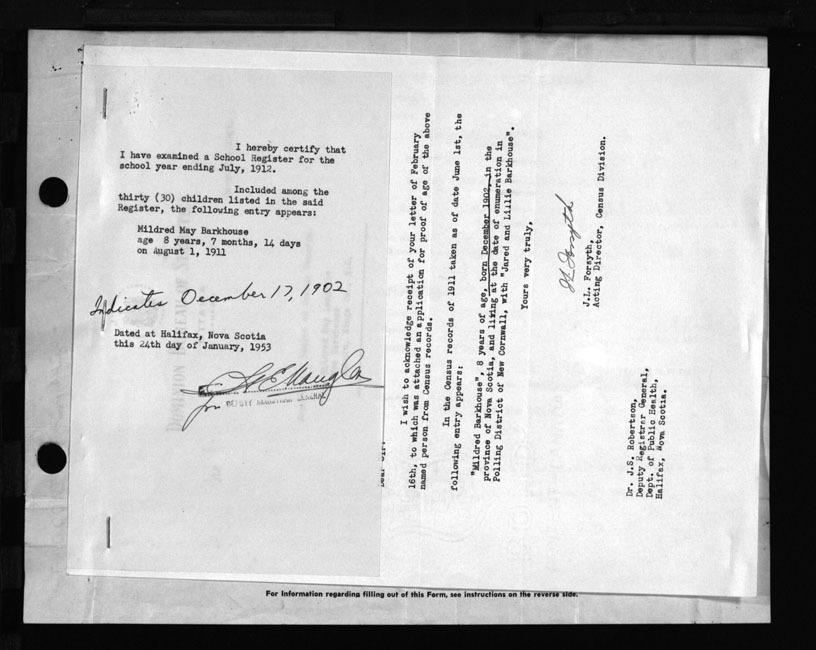 I hereby certify that
I have examined a School Register for the
school year ending July, 1912.
Included among the
thirty (30) children listed in the said
Register, the following entry appears:
Mildred May Barkhouse
age 8 years, 7 months, 14 days
on August 1, 1911
Indicates December 17, 1902
Dated at Halifax, Nova Scotia
this 24th day of January, 1953
for DEPUTY REGISTRAR GENERAL
Dear Sir:
I wish to acknowledge receipt of your letter of February
16th, to which was attached an application for proof of age of the above
named person from Census records.
In the Census records of 1911 taken as of date June 1st, the
following entry appears:
"Mildred Barkhouse", 8 years of age, born December 1902, in the
province of Nova Scotia, and living at the date of enumeration in
Polling District of New Cornwall, with "Jared and Lillie Barkhouse".
Yours very truly,
JL Forsyth
J.L. Forsyth,
Acting Director, Census Division.
Dr. J.S. Robertson,
Deputy Registrar General,
Dept. of Public Health,
Halifax, Nova Scotia.
For Information regarding filling out of this Form, see instructions on the reverse side.